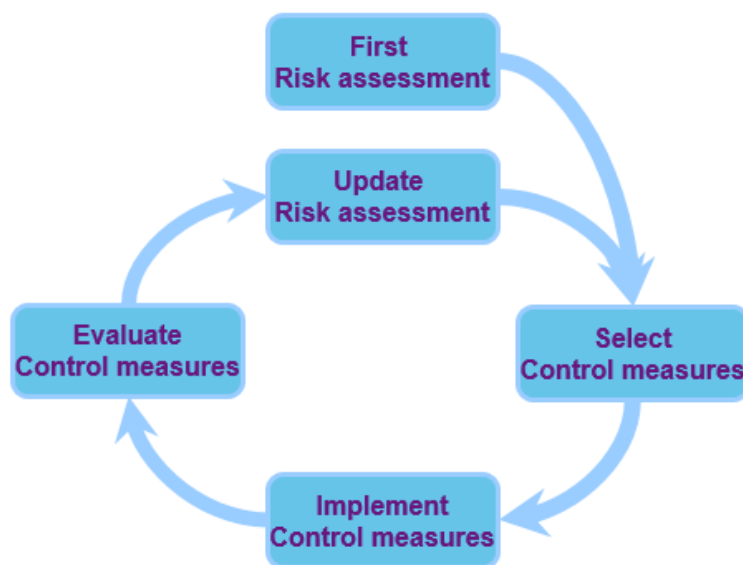 First
Risk assessment
Update
Risk assessment
Select
Control measures
Implement
Control measures
Evaluate
Control measures